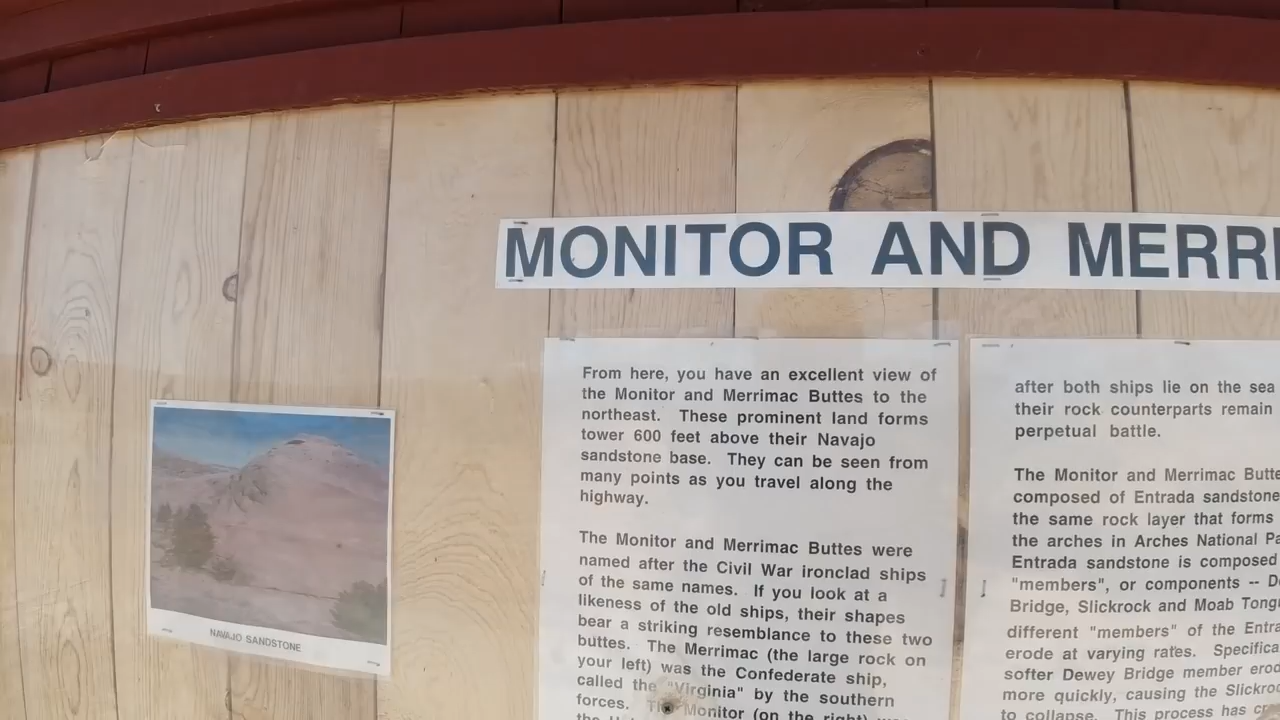 MONITOR AND MERRI
From here, you have an excellent view of
the Monitor and Merrimac Buttes to the
northeast. These prominent land forms
tower 600 feet above their Navajo
sandstone base. They can be seen from
many points as you travel along the
highway.
The Monitor and Merrimac Buttes were
named after the Civil War ironclad ships
of the same names. If you look at a
likeness of the old ships, their shapes
bear a striking resemblance to these two
buttes. The Merrimac (the large rock on
your left) was the Confederate ship,
called the "Virginia" by the southern
forces. The Monitor (on the right)
after both ships lie on the sea
their rock counterparts remain
perpetual battle.
The Monitor and Merrimac Butte
composed of Entrada sandstone
the same rock layer that forms
the arches in Arches National Pa
Entrada sandstone is composed
"members", or components -- D
Bridge, Slickrock and Moab Tongu
different "members" of the Entra
erode at varying rates. Specifica
softer Dewey Bridge member erod
more quickly, causing the Slickroc
to collapse. This process has
NAVAJO SANDSTONE